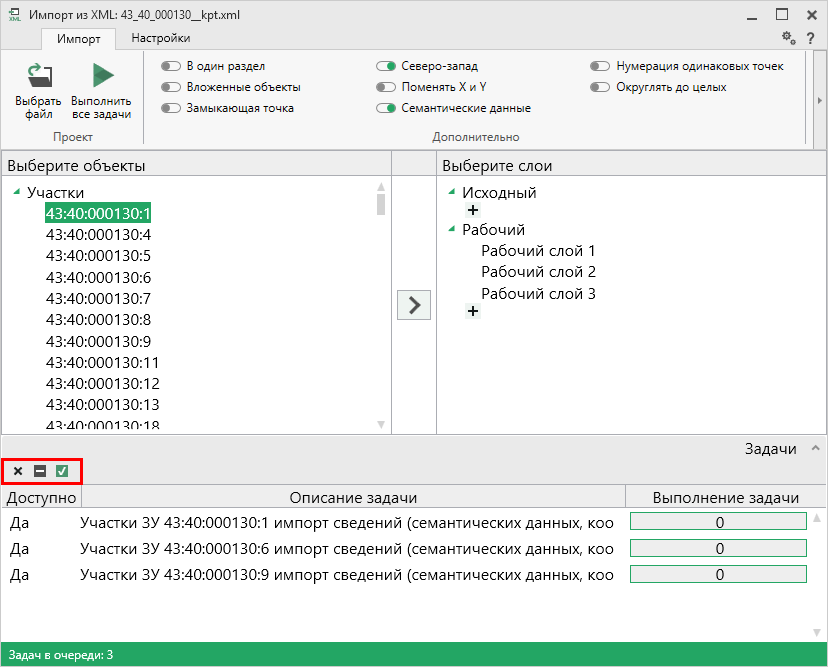 Импорт из XML: 43_40_000130__kpt.xml
Импорт
Настройки
?
Выбрать файл
Выполнить все задачи
Проект
В один раздел
Вложенные объекты
Замыкающая точка
Северо-запад
Поменять X и Y
Семантические данные
Нумерация одинаковых точек
Округлять до целых
Дополнительно
Выберите объекты
Участки
43:40:000130:1
43:40:000130:4
43:40:000130:5
43:40:000130:6
43:40:000130:7
43:40:000130:8
43:40:000130:9
43:40:000130:11
43:40:000130:12
43:40:000130:13
43:40:000130:18
Выберите слои
Исходный
+
Рабочий
Рабочий слой 1
Рабочий слой 2
Рабочий слой 3
+
Задачи
Доступно Описание задачи Выполнение задачи
Да Участки ЗУ 43:40:000130:1 импорт сведений (семантических данных, коо 0
Да Участки ЗУ 43:40:000130:6 импорт сведений (семантических данных, коо 0
Да Участки ЗУ 43:40:000130:9 импорт сведений (семантических данных, коо 0
Задач в очереди: 3